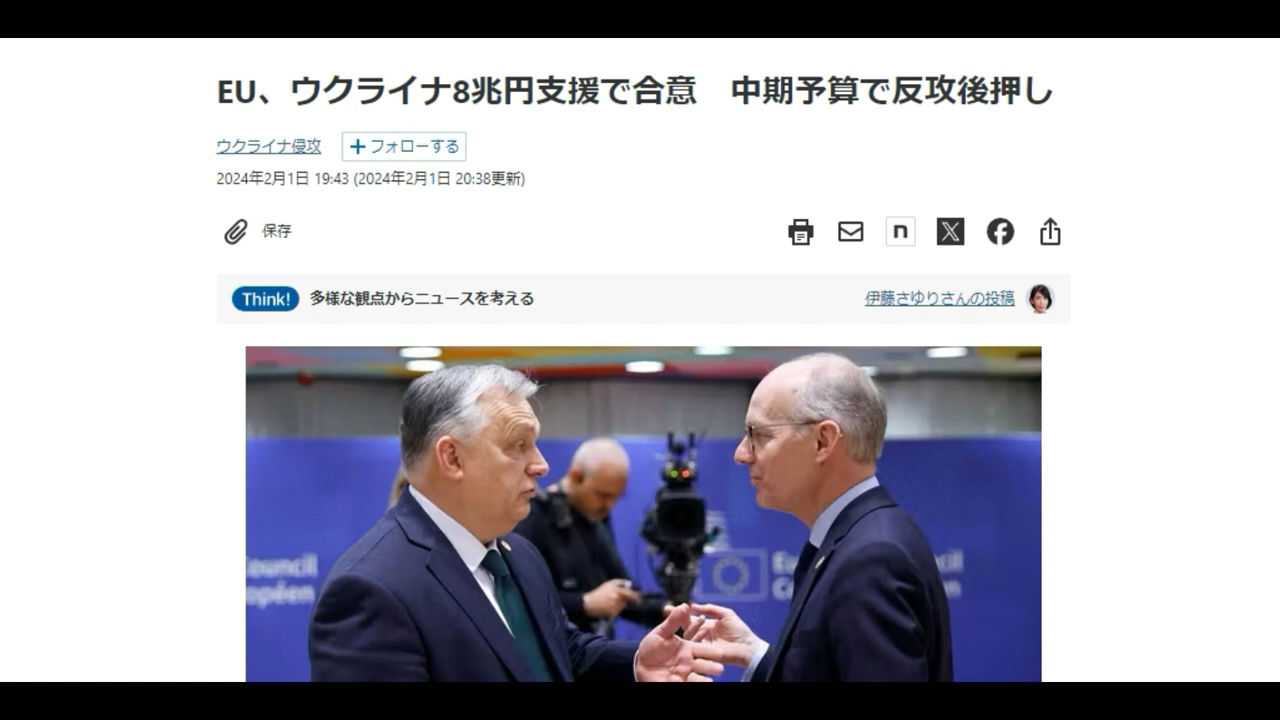 EU、ウクライナ8兆円支援で合意　中期予算で反攻後押し
ウクライナ侵攻
+フォローする
2024年2月1日 19:43 (2024年2月1日 20:38更新)
保存
n
Think!
多様な観点からニュースを考える
伊藤さゆりさんの投稿
ouncil
opéen